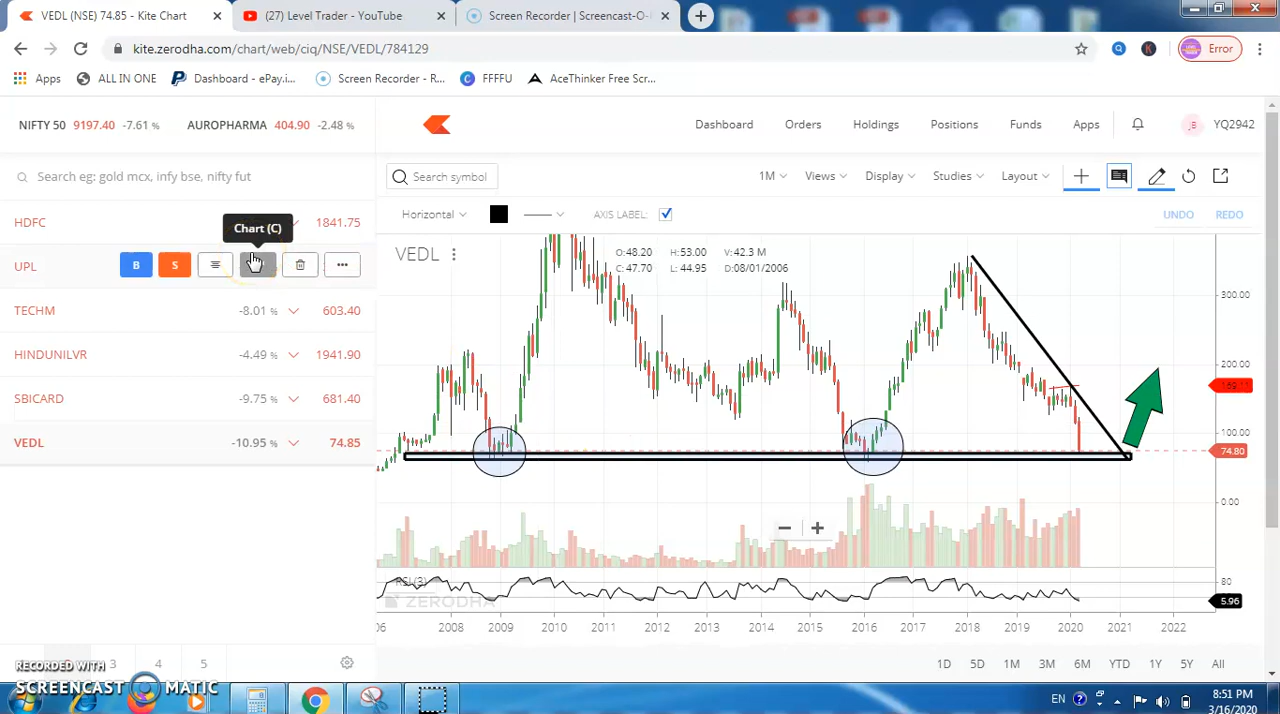 VEDL (NSE) 74.85 - Kite Chart
(27) Level Trader - YouTube
Screen Recorder | Screencast-O-
kite.zerodha.com/chart/web/ciq/NSE/VEDL/784129
Error
Apps
ALL IN ONE
Dashboard - ePay.i...
Screen Recorder - R...
FFFFU
AceThinker Free Scr...
NIFTY 50 9197.40 -7.61 %
AUROPHARMA 404.90 -2.48 %
Dashboard
Orders
Holdings
Positions
Funds
Apps
YQ2942
Search eg: gold mcx, infy bse, nifty fut
Search symbol
1M
Views
Display
Studies
Layout
Horizontal
AXIS LABEL:
UNDO
REDO
HDFC 1841.75
Chart (C)
UPL B S
TECHM -8.01 % 603.40
HINDUNILVR -4.49 % 1941.90
SBICARD -9.75 % 681.40
VEDL -10.95 % 74.85
VEDL
O: 48.20 H: 53.00 V: 42.3 M
C: 47.70 L: 44.95 D: 08/01/2006
300.00
200.00
100.00
74.80
0.00
RSI (3)
80
5.96
ZERODHA
06 2008 2009 2010 2011 2012 2013 2014 2015 2016 2017 2018 2019 2020 2021 2022
1D 5D 1M 3M 6M YTD 1Y 5Y All
3 4 5
RECORDED WITH
SCREENCAST MATIC
EN
8:51 PM
3/16/2020